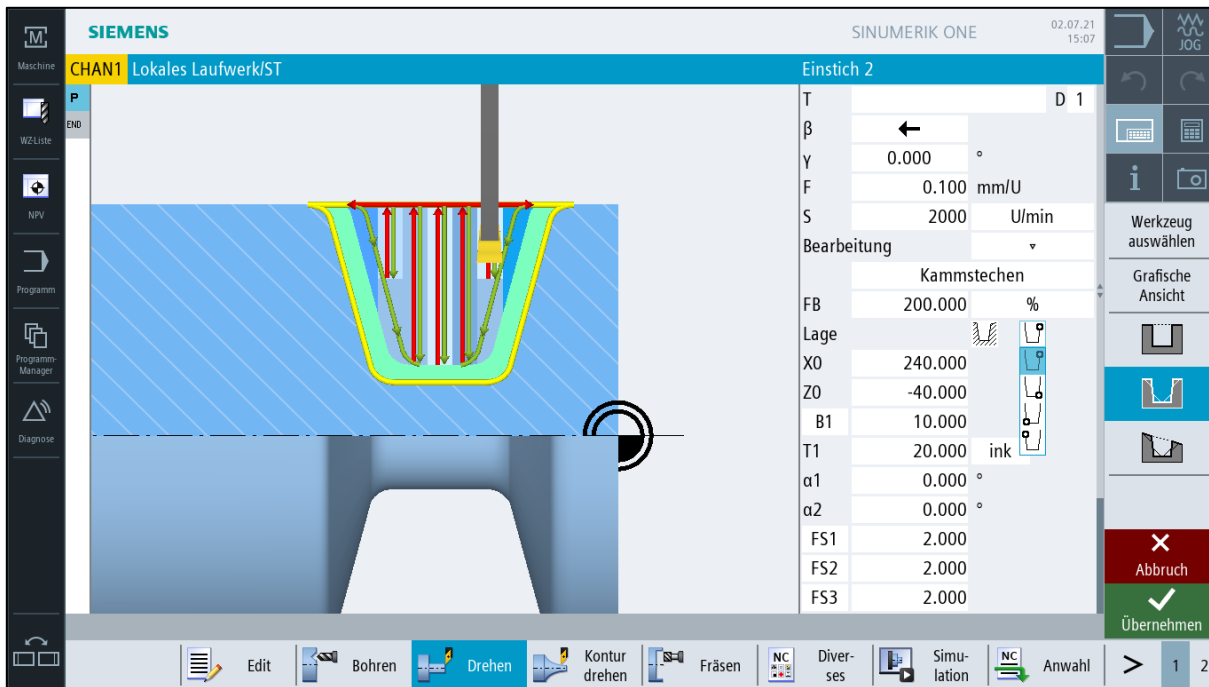 SIEMENS
SINUMERIK ONE
02.07.21
15:07
JOG
M
Maschine
CHAN1 Lokales Laufwerk/ST
Einstich 2
P
END
WZ-Liste
NPV
Programm
Programm-
Manager
Diagnose
T D 1
β
γ 0.000 °
F 0.100 mm/U
S 2000 U/min
Bearbeitung
Kammstechen
FB 200.000 %
Lage
X0 240.000
Z0 -40.000
B1 10.000
T1 20.000 ink
α1 0.000 °
α2 0.000 °
FS1 2.000
FS2 2.000
FS3 2.000
i
Werkzeug
auswählen
Grafische
Ansicht
Abbruch
Übernehmen
Edit
Bohren
Drehen
Kontur
drehen
Fräsen
NC
Diver-
ses
Simu-
lation
NC
Anwahl
> 1 2